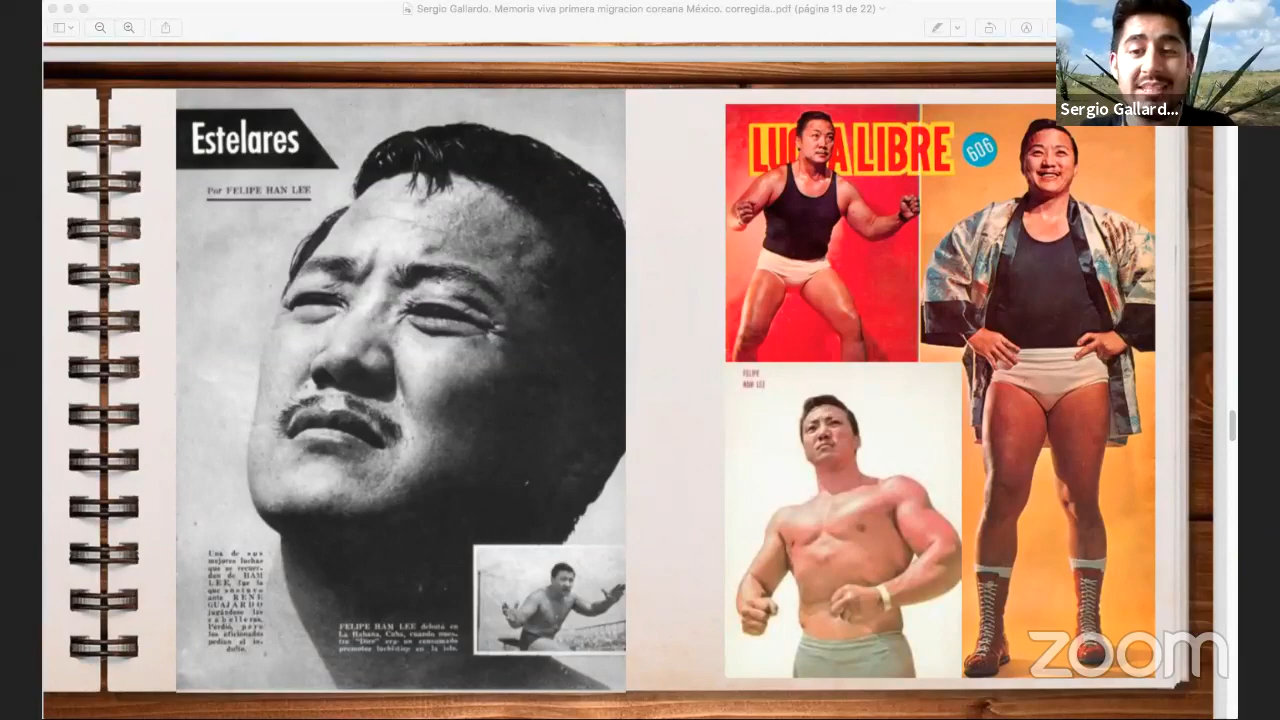 Sergio Gallardo. Memoria viva primera migracion coreana México. corregida..pdf (página 13 de 22)
Sergio Gallard...
Estelares
Por FELIPE HAN LEE
LUCHA LIBRE
606
FELIPE
HAM LEE
Una de sus
mejores luchas
que se recuer-
dan de HAM
LEE, fue la
que sostuvo
ante RENE
GUAJARDO
jugándose las
cabelleras.
Perdió, pero
los aficionados
pedían el in-
dulto.
FELIPE HAM LEE debutó en
La Habana, Cuba, cuando nues-
tro "Dire" era un consumado
promotor luchístico en la isla.
zoom